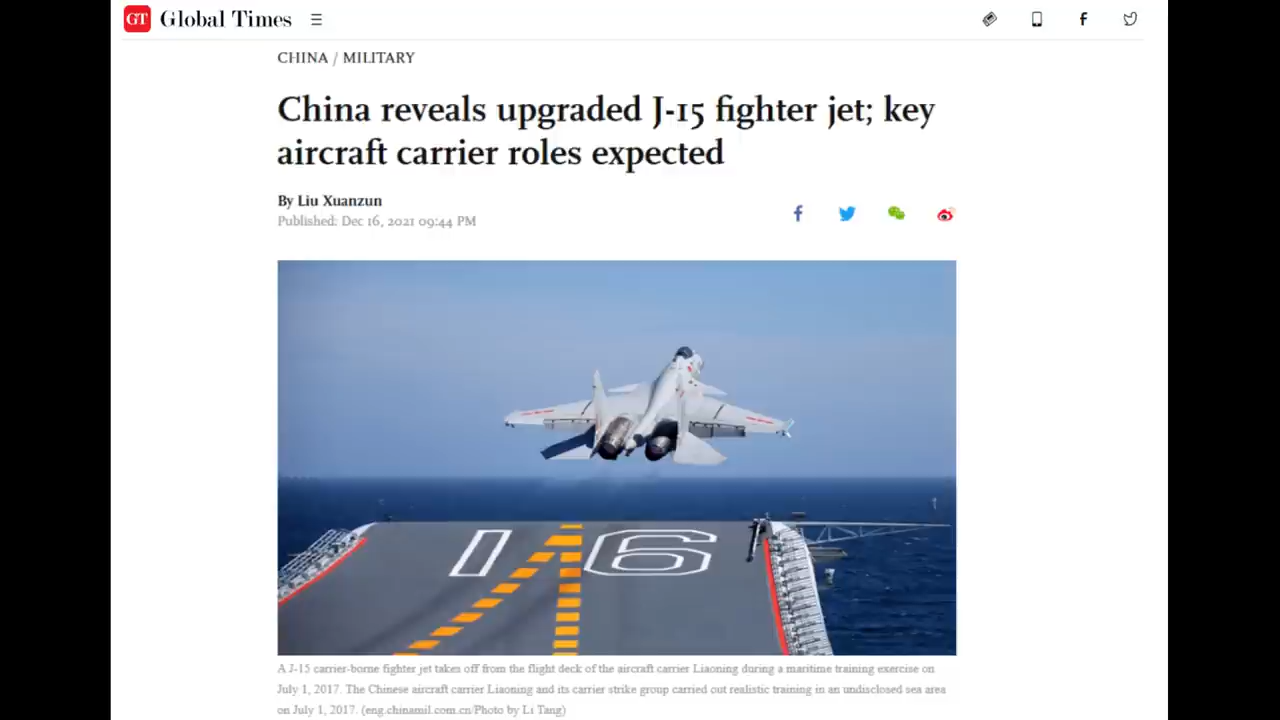 GT Global Times
CHINA / MILITARY
China reveals upgraded J-15 fighter jet; key
aircraft carrier roles expected
By Liu Xuanzun
Published: Dec 16, 2021 09:44 PM
16
A J-15 carrier-borne fighter jet takes off from the flight deck of the aircraft carrier Liaoning during a maritime training exercise on
July 1, 2017. The Chinese aircraft carrier Liaoning and its carrier strike group carried out realistic training in an undisclosed sea area
on July 1, 2017. (eng.chinamil.com.cn/Photo by Li Tang)